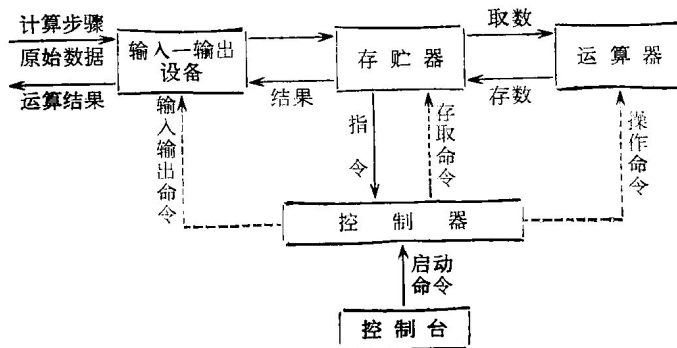 计算步骤
原始数据
运算结果
输入一输出
设备
结果
存贮器
取数
存数
运算器
输入输出命令
指令
存取命令
操作命令
控制器
启动
命令
控制台